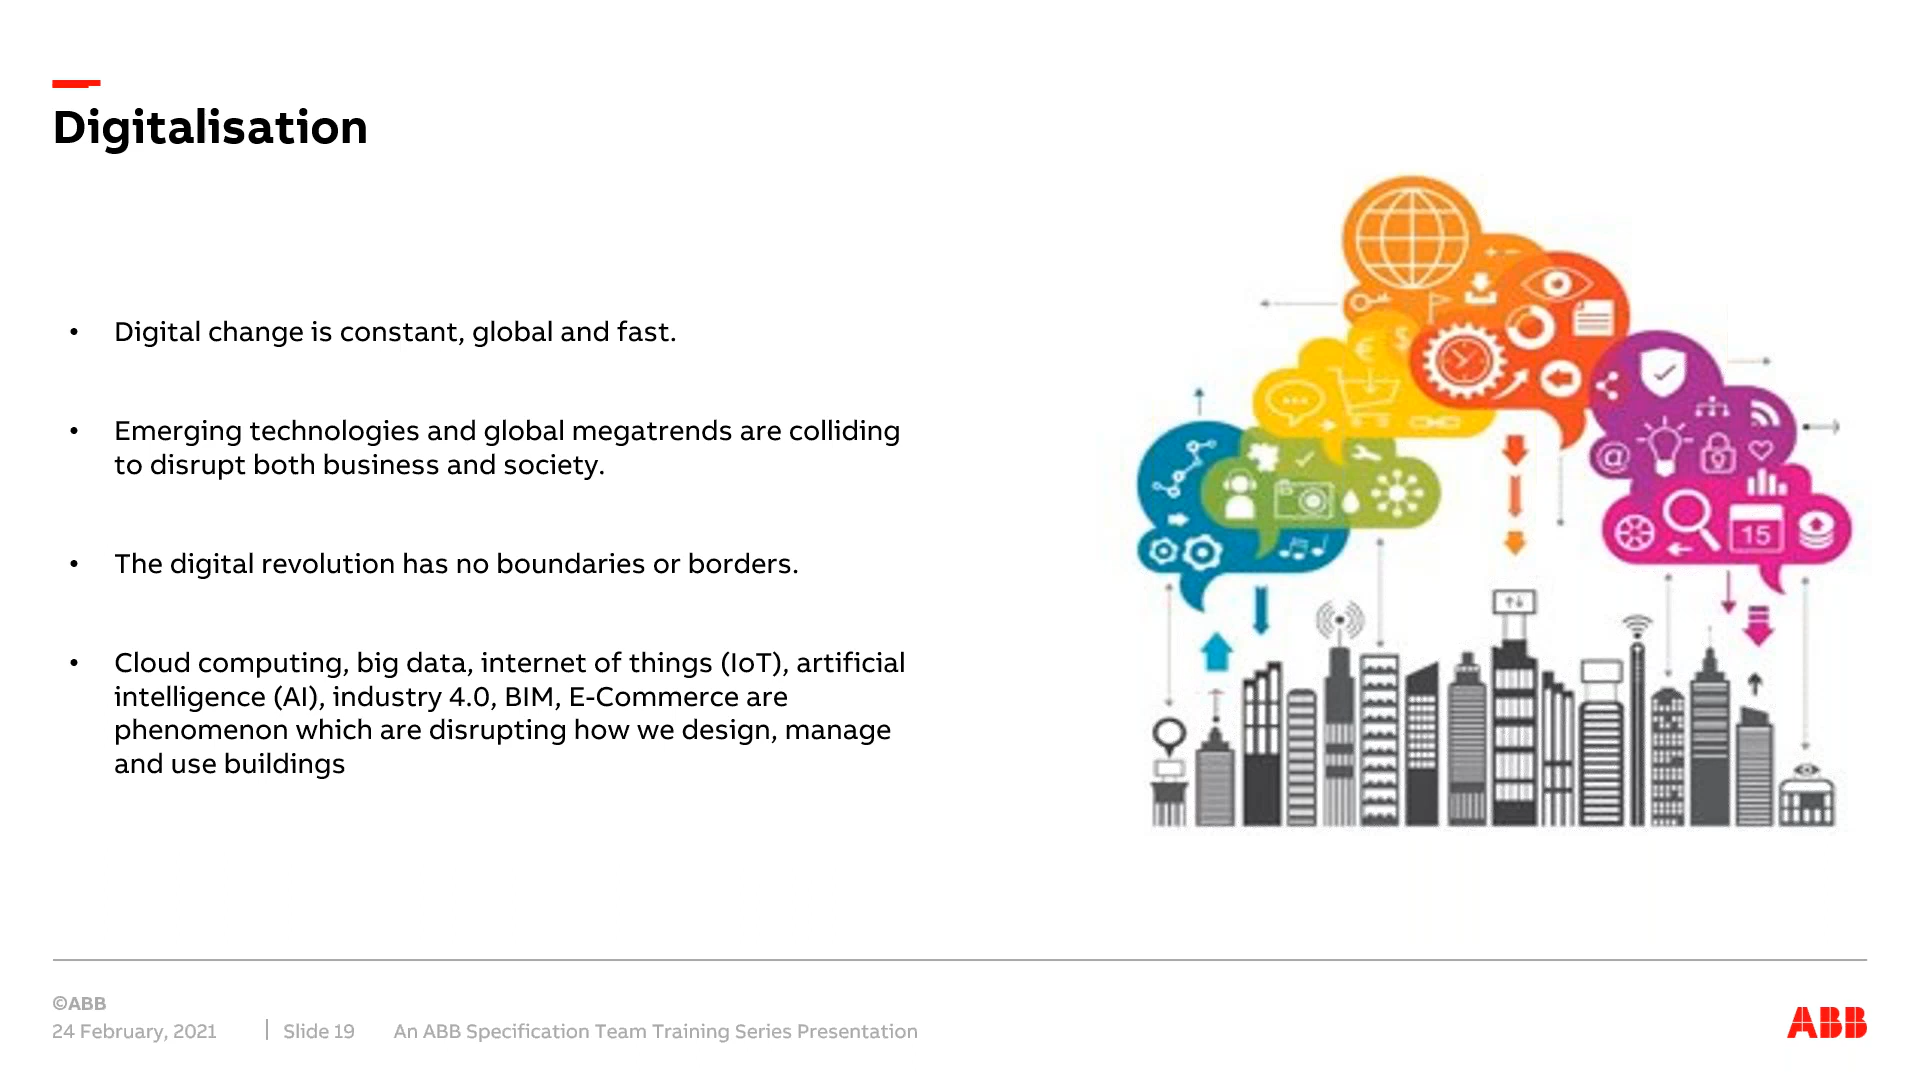 Digitalisation
• Digital change is constant, global and fast.
• Emerging technologies and global megatrends are colliding
to disrupt both business and society.
• The digital revolution has no boundaries or borders.
• Cloud computing, big data, internet of things (IoT), artificial
intelligence (AI), industry 4.0, BIM, E-Commerce are
phenomenon which are disrupting how we design, manage
and use buildings
€
$
@
9
15
©ABB
24 February, 2021 | Slide 19 An ABB Specification Team Training Series Presentation
ABB